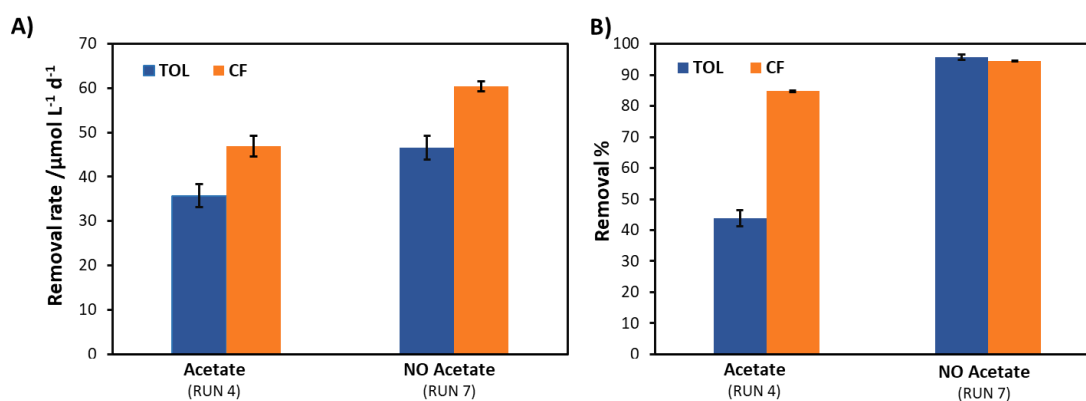 A)
Removal rate /µmol L⁻¹ d⁻¹
70
60
50
40
30
20
10
0
TOL CF
Acetate
(RUN 4)
NO Acetate
(RUN 7)
B)
Removal %
100
90
80
70
60
50
40
30
20
10
0
TOL CF
Acetate
(RUN 4)
NO Acetate
(RUN 7)